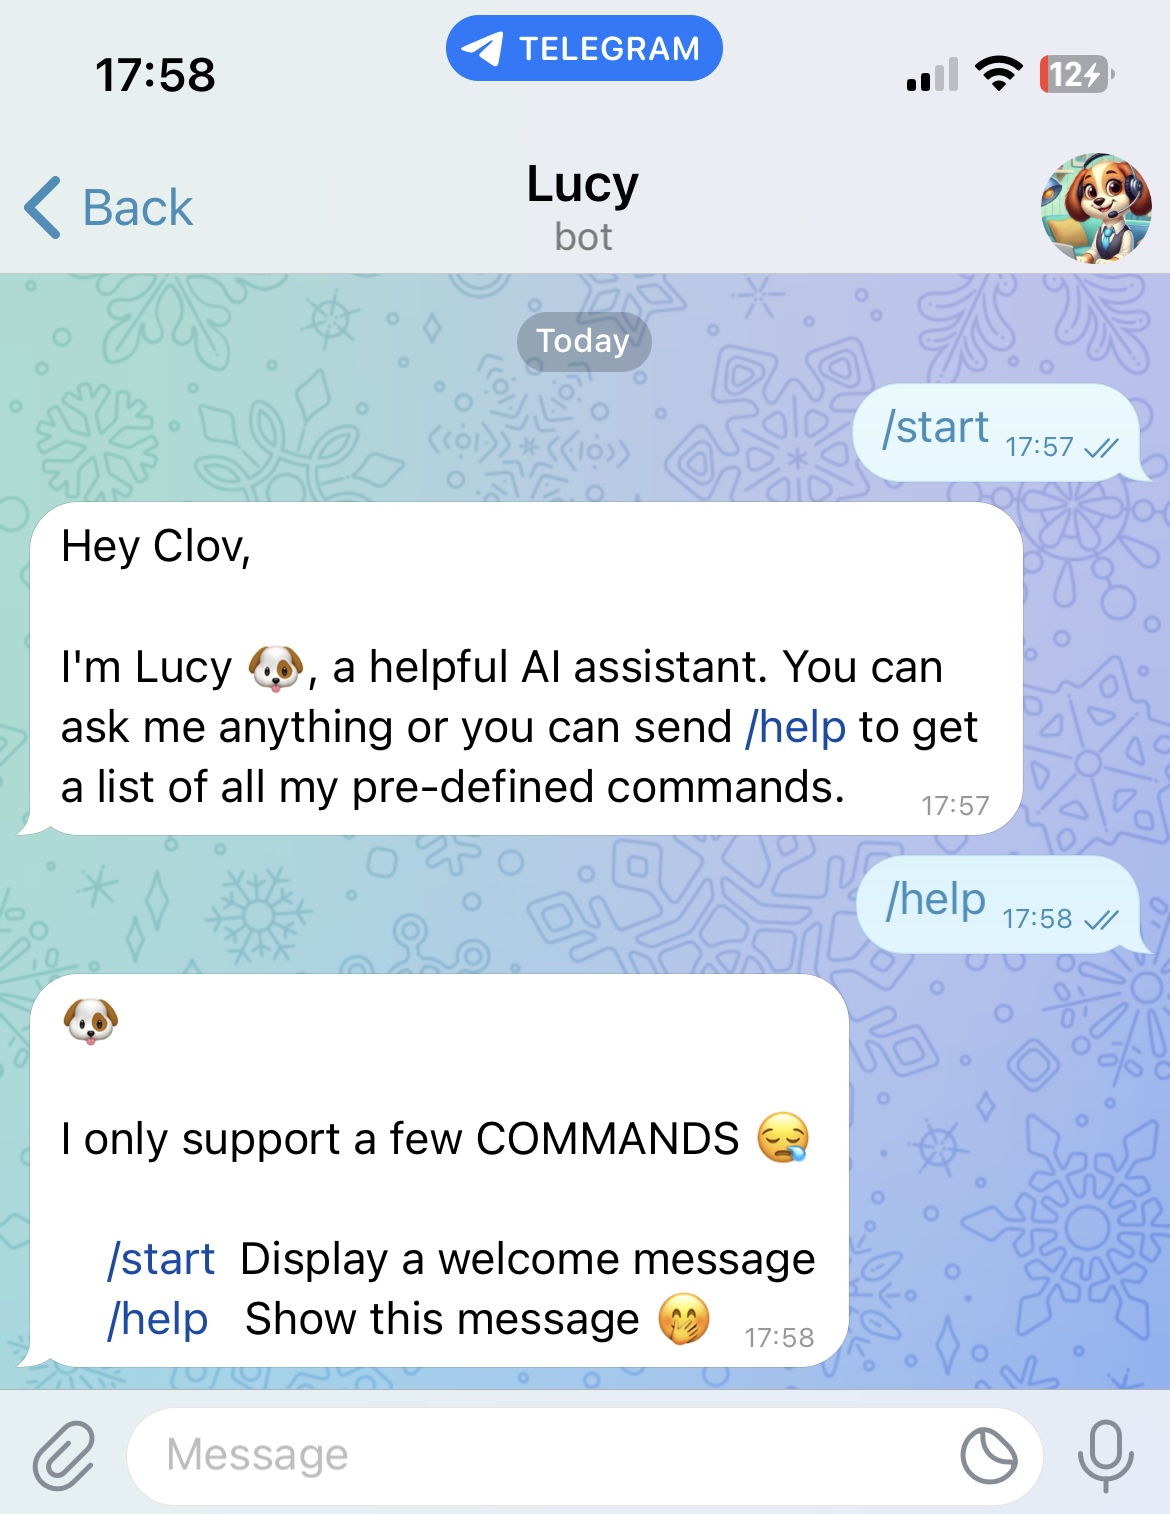 17:58
TELEGRAM
12
Back
Lucy
bot
Today
/start 17:57
Hey Clov,
I'm Lucy 🐶, a helpful AI assistant. You can
ask me anything or you can send /help to get
a list of all my pre-defined commands. 17:57
/help 17:58
🐶
I only support a few COMMANDS 😪
/start Display a welcome message
/help Show this message 🤭 17:58
Message